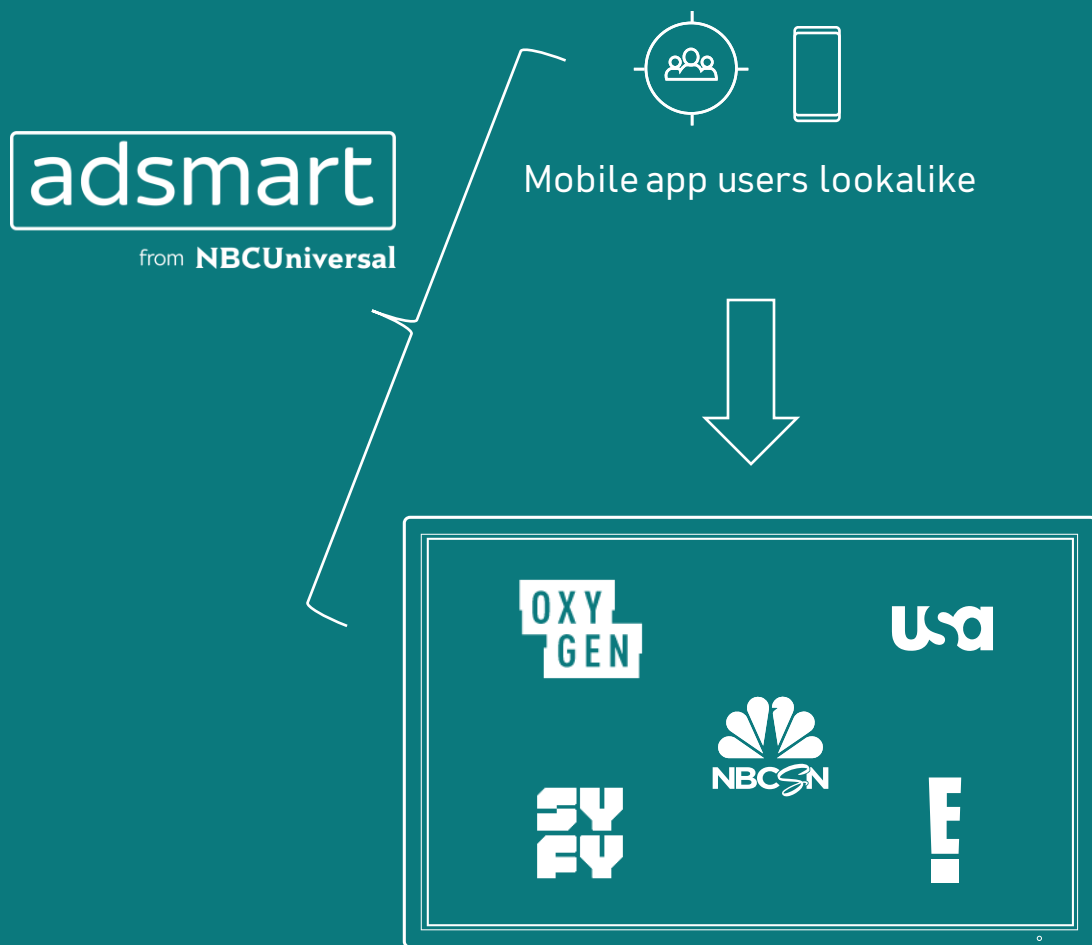 adsmart
from NBCUniversal
Mobile app users lookalike
OXY
GEN
usa
NBCSN
SY
FY
E!